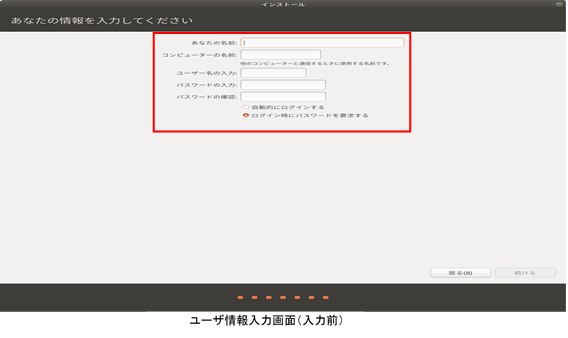 インストール
あなたの情報を入力してください
あなたの名前:
コンピューターの名前:
他のコンピューターと通信するときに使用する名前です。
ユーザー名の入力:
パスワードの入力:
パスワードの確認:
自動的にログインする
ログイン時にパスワードを要求する
戻る(B)
続ける
ユーザ情報入力画面(入力前)